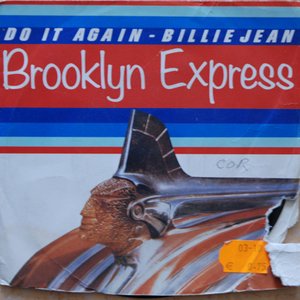 DO IT AGAIN - BILLIE JEAN
Brooklyn Express
COR